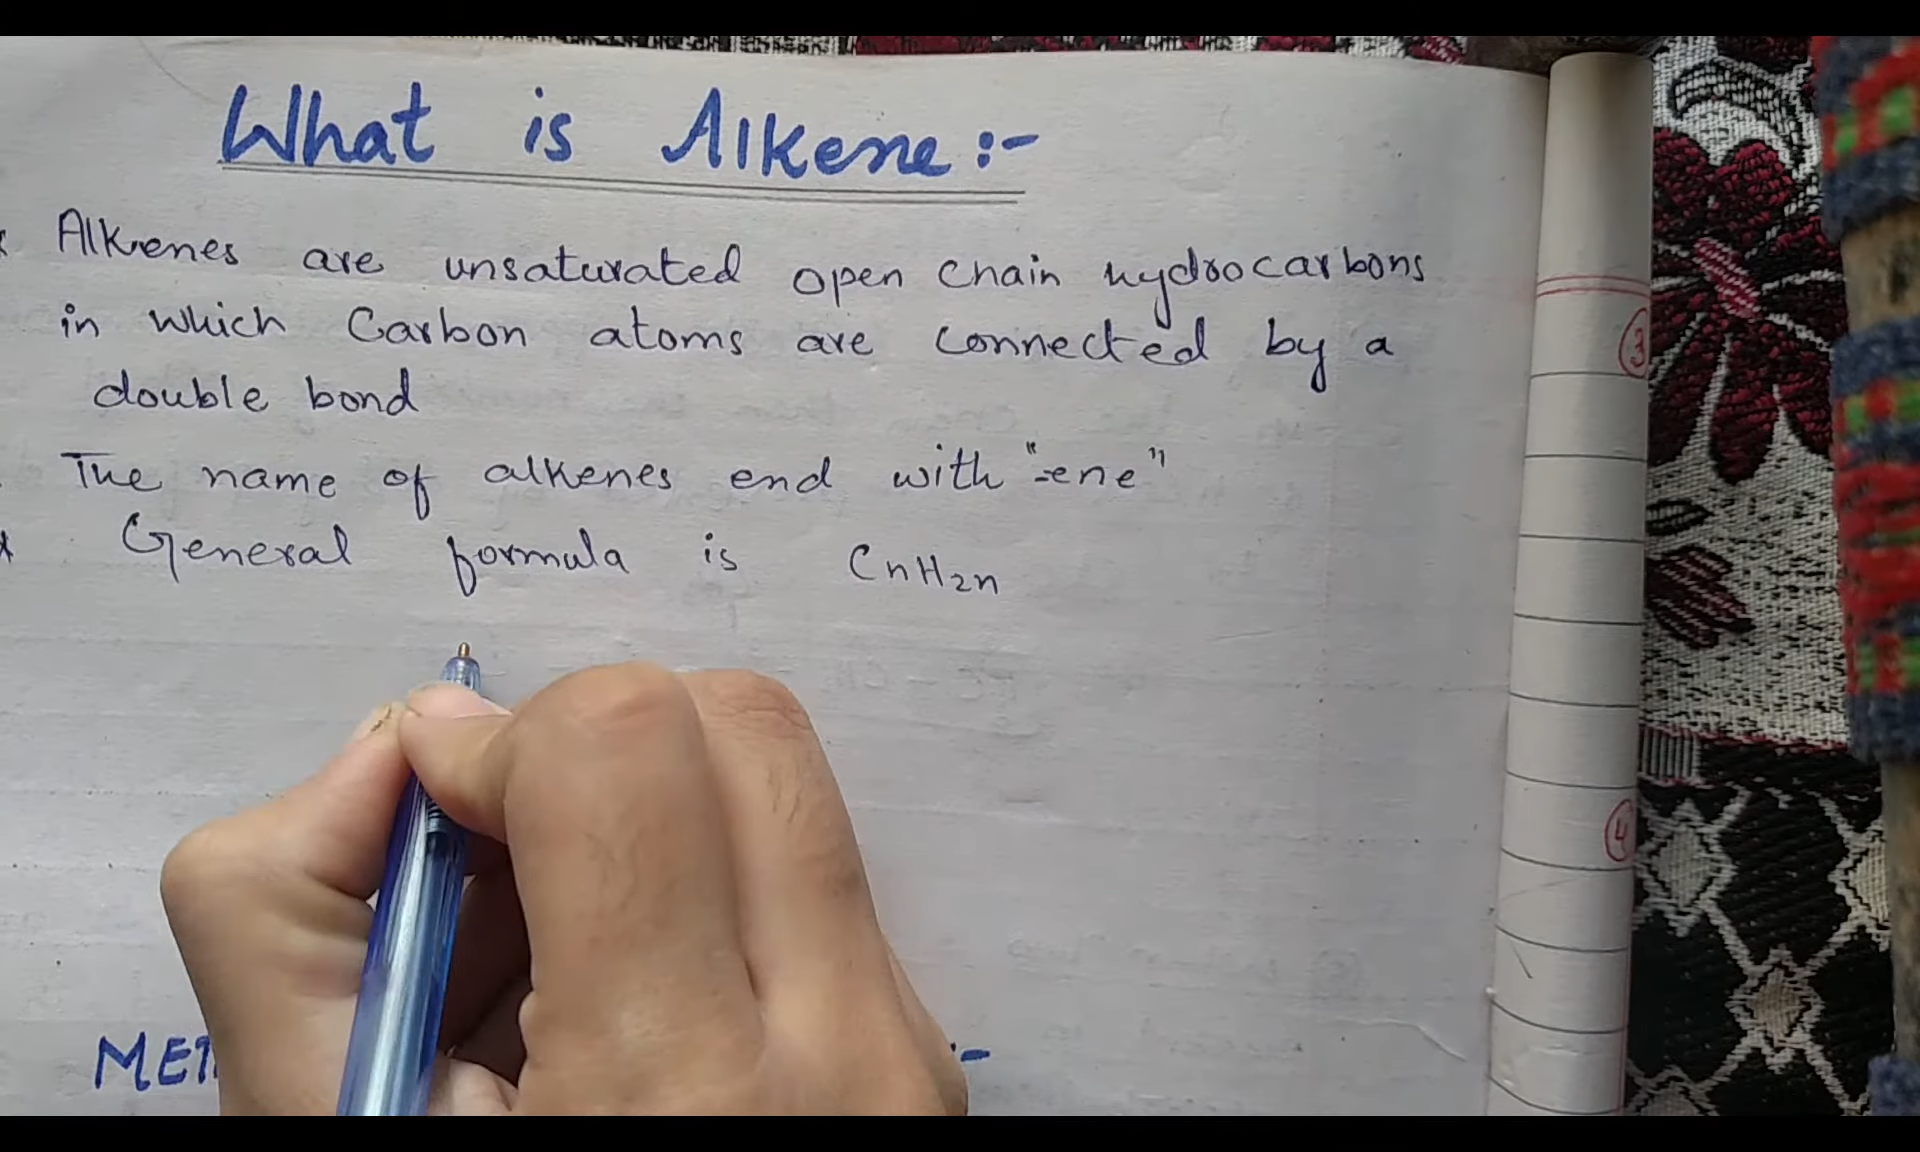 What is Alkene:-
Alkenes are unsaturated open chain hydrocarbons
in which Carbon atoms are connected by a
double bond
The name of alkenes end with "-ene"
General formula is CnH2n
3
4